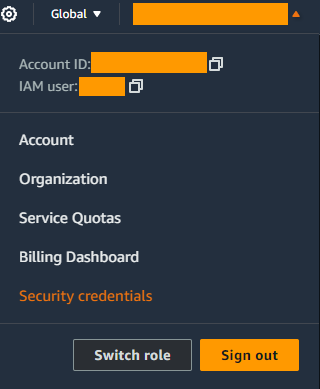 Global
Account ID:
IAM user:
Account
Organization
Service Quotas
Billing Dashboard
Security credentials
Switch role
Sign out